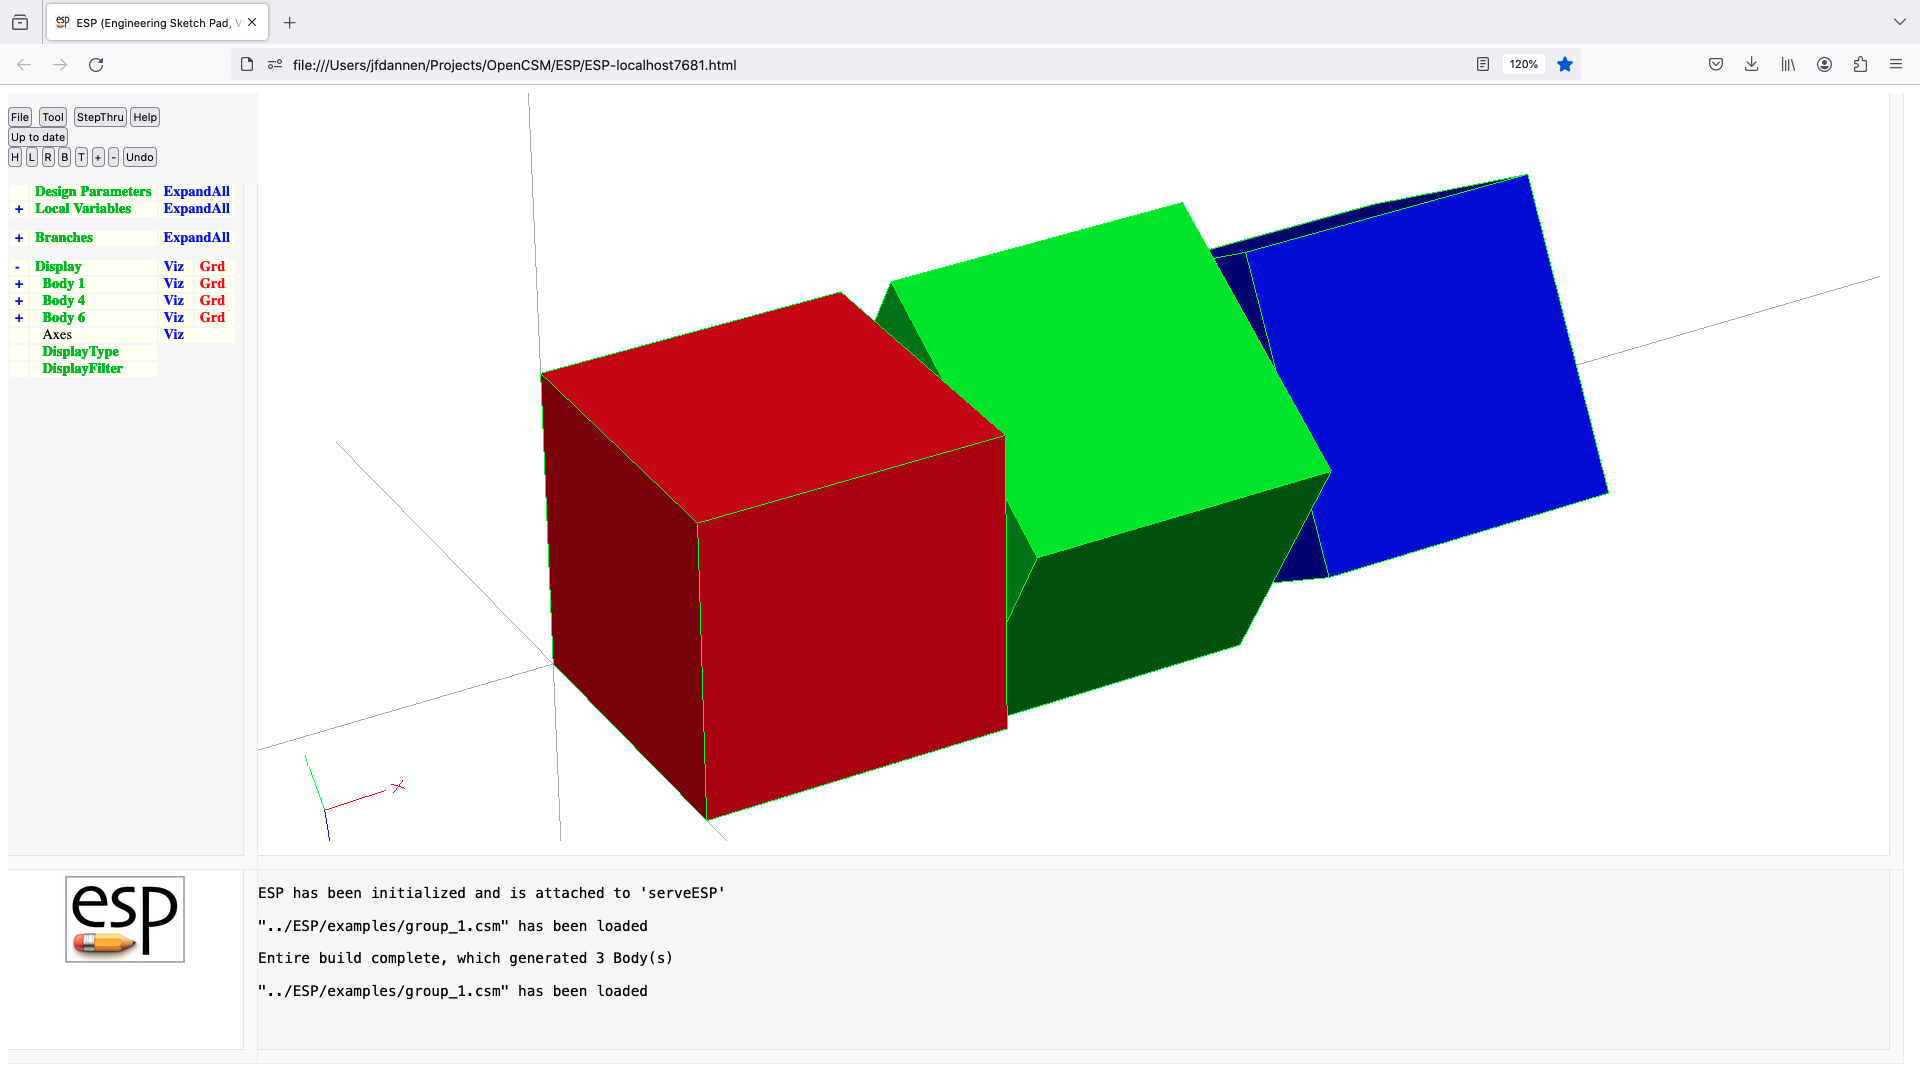 ESP (Engineering Sketch Pad, V
file:///Users/jfdannen/Projects/OpenCSM/ESP/ESP-localhost7681.html
120%
File Tool StepThru Help
Up to date
H L R B T + - Undo
Design Parameters ExpandAll
+ Local Variables ExpandAll
+ Branches ExpandAll
- Display Viz Grd
+ Body 1 Viz Grd
+ Body 4 Viz Grd
+ Body 6 Viz Grd
Axes Viz
DisplayType
DisplayFilter
X
esp
ESP has been initialized and is attached to 'serveESP'
"../ESP/examples/group_1.csm" has been loaded
Entire build complete, which generated 3 Body(s)
"../ESP/examples/group_1.csm" has been loaded